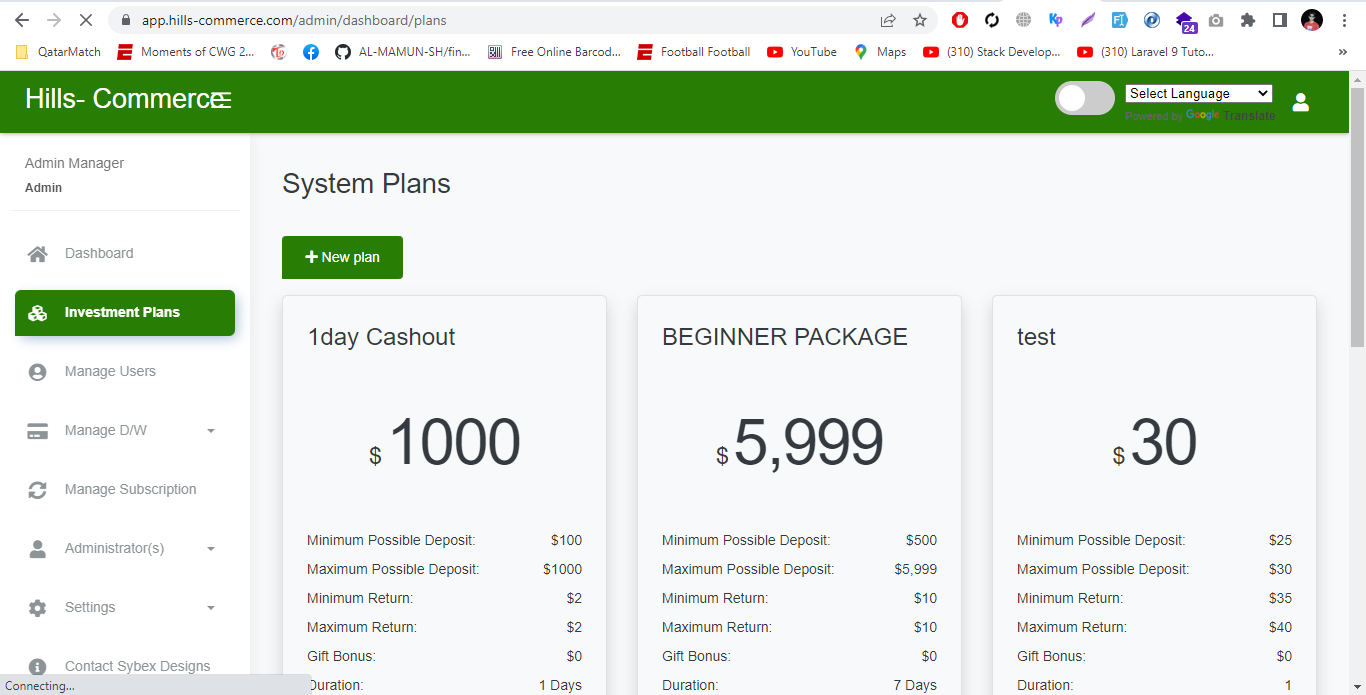 app.hills-commerce.com/admin/dashboard/plans
24
QatarMatch
Moments of CWG 2...
AL-MAMUN-SH/fin...
Free Online Barcod...
Football Football
YouTube
Maps
(310) Stack Develop...
(310) Laravel 9 Tuto...
»
Hills- Commerce
Select Language
Powered by Google Translate
Admin Manager
Admin
Dashboard
Investment Plans
Manage Users
Manage D/W
Manage Subscription
Administrator(s)
Settings
Contact Sybex Designs
Connecting...
System Plans
+ New plan
1day Cashout
$ 1000
Minimum Possible Deposit: $100
Maximum Possible Deposit: $1000
Minimum Return: $2
Maximum Return: $2
Gift Bonus: $0
Duration: 1 Days
BEGINNER PACKAGE
$ 5,999
Minimum Possible Deposit: $500
Maximum Possible Deposit: $5,999
Minimum Return: $10
Maximum Return: $10
Gift Bonus: $0
Duration: 7 Days
test
$ 30
Minimum Possible Deposit: $25
Maximum Possible Deposit: $30
Minimum Return: $35
Maximum Return: $40
Gift Bonus: $0
Duration: 1